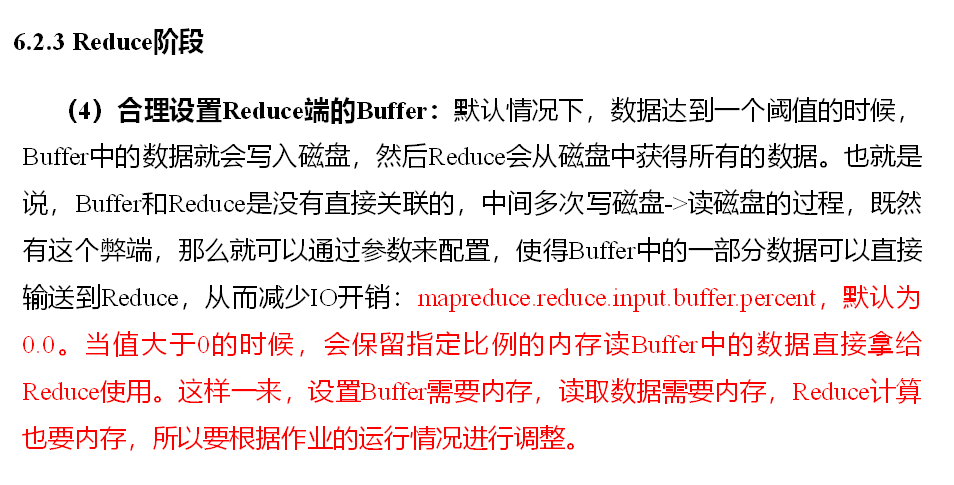 6.2.3 Reduce阶段
（4）合理设置Reduce端的Buffer：默认情况下，数据达到一个阈值的时候，
Buffer中的数据就会写入磁盘，然后Reduce会从磁盘中获得所有的数据。也就是
说，Buffer和Reduce是没有直接关联的，中间多次写磁盘->读磁盘的过程，既然
有这个弊端，那么就可以通过参数来配置，使得Buffer中的一部分数据可以直接
输送到Reduce，从而减少IO开销：mapreduce.reduce.input.buffer.percent，默认为
0.0。当值大于0的时候，会保留指定比例的内存读Buffer中的数据直接拿给
Reduce使用。这样一来，设置Buffer需要内存，读取数据需要内存，Reduce计算
也要内存，所以要根据作业的运行情况进行调整。